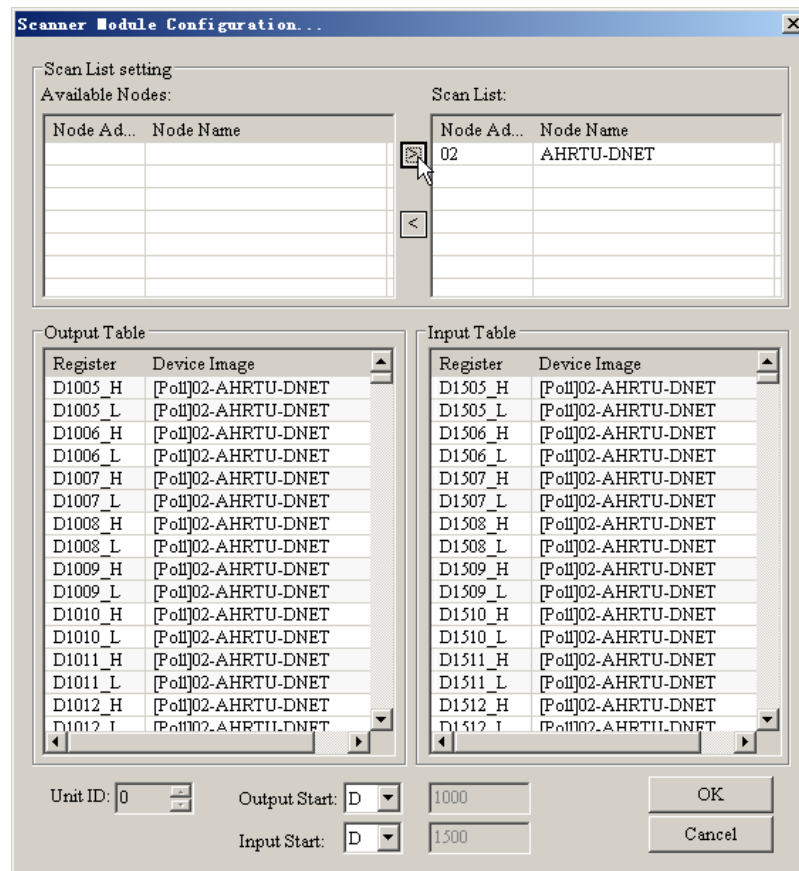 Scanner Module Configuration...
Scan List setting
Available Nodes:
Scan List:
Node Ad... Node Name
Node Ad... Node Name
>
02 AHRTU-DNET
<
Output Table
Register Device Image
D1005_H [Poll]02-AHRTU-DNET
D1005_L [Poll]02-AHRTU-DNET
D1006_H [Poll]02-AHRTU-DNET
D1006_L [Poll]02-AHRTU-DNET
D1007_H [Poll]02-AHRTU-DNET
D1007_L [Poll]02-AHRTU-DNET
D1008_H [Poll]02-AHRTU-DNET
D1008_L [Poll]02-AHRTU-DNET
D1009_H [Poll]02-AHRTU-DNET
D1009_L [Poll]02-AHRTU-DNET
D1010_H [Poll]02-AHRTU-DNET
D1010_L [Poll]02-AHRTU-DNET
D1011_H [Poll]02-AHRTU-DNET
D1011_L [Poll]02-AHRTU-DNET
D1012_H [Poll]02-AHRTU-DNET
D1012_L [Poll]02-AHRTU-DNET
Input Table
Register Device Image
D1505_H [Poll]02-AHRTU-DNET
D1505_L [Poll]02-AHRTU-DNET
D1506_H [Poll]02-AHRTU-DNET
D1506_L [Poll]02-AHRTU-DNET
D1507_H [Poll]02-AHRTU-DNET
D1507_L [Poll]02-AHRTU-DNET
D1508_H [Poll]02-AHRTU-DNET
D1508_L [Poll]02-AHRTU-DNET
D1509_H [Poll]02-AHRTU-DNET
D1509_L [Poll]02-AHRTU-DNET
D1510_H [Poll]02-AHRTU-DNET
D1510_L [Poll]02-AHRTU-DNET
D1511_H [Poll]02-AHRTU-DNET
D1511_L [Poll]02-AHRTU-DNET
D1512_H [Poll]02-AHRTU-DNET
D1512_L [Poll]02-AHRTU-DNET
Unit ID: 0
Output Start: D 1000
OK
Input Start: D 1500
Cancel